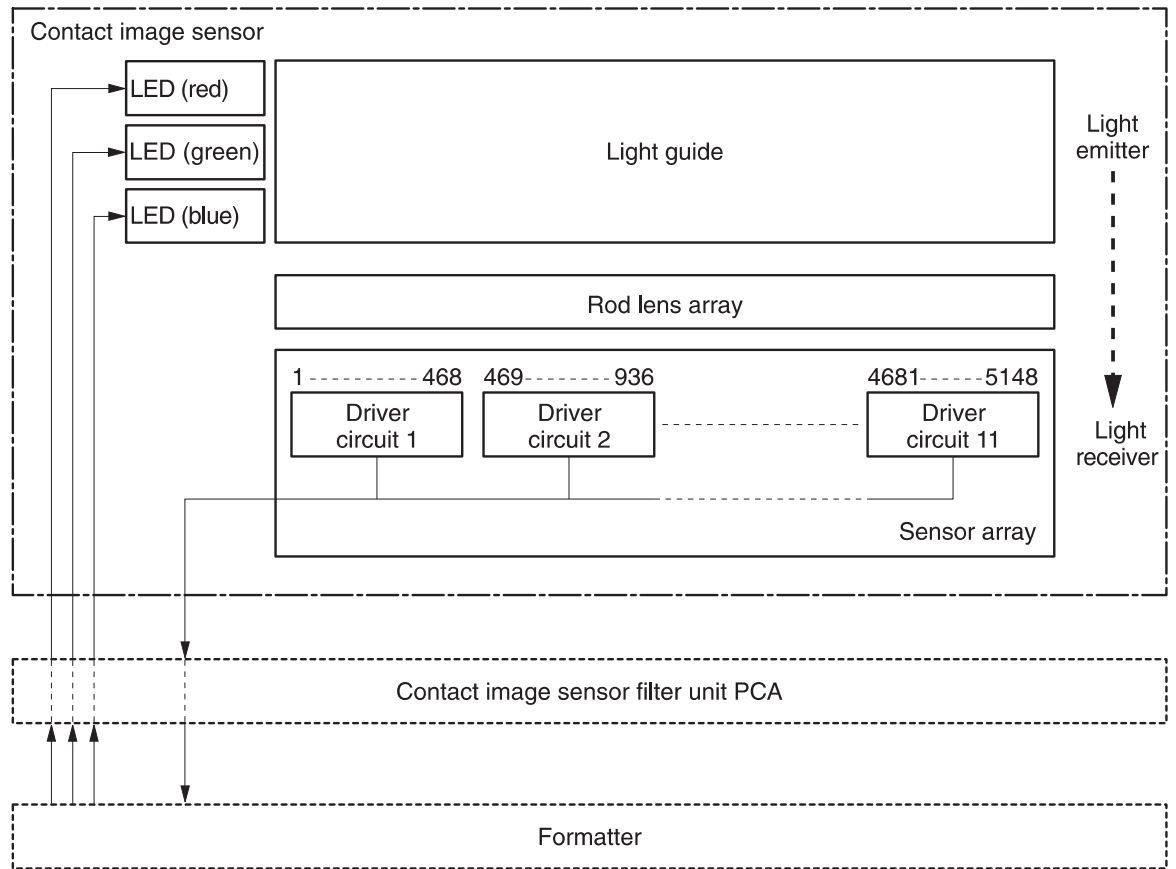 Contact image sensor
LED (red)
LED (green)
LED (blue)
Light guide
Light
emitter
Rod lens array
1 468 469 936 4681 5148
Driver
circuit 1
Driver
circuit 2
Driver
circuit 11
Light
receiver
Sensor array
Contact image sensor filter unit PCA
Formatter